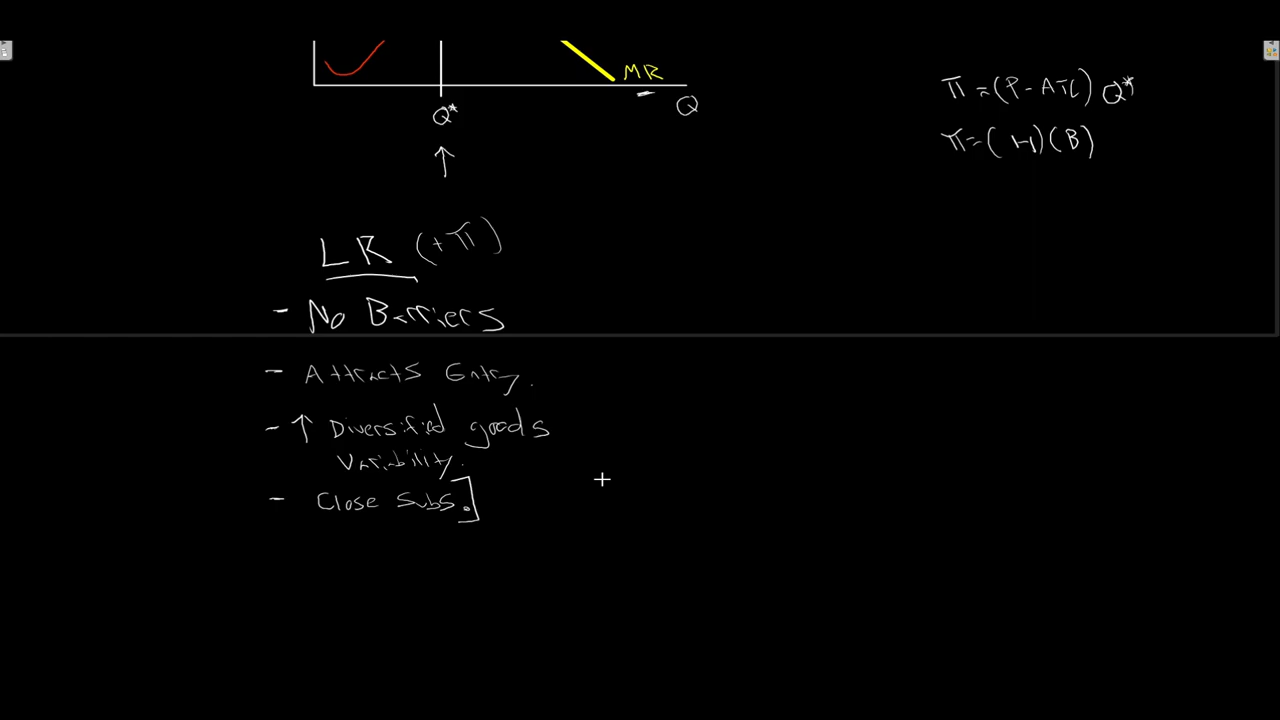 MR
Q*
Q
π = (P - ATC) Q*
π = (H)(B)
↑
LR (+π)
- No Barriers
- Attracts Entry.
- ↑ Diversified goods
Variability.
- Close Subs.]